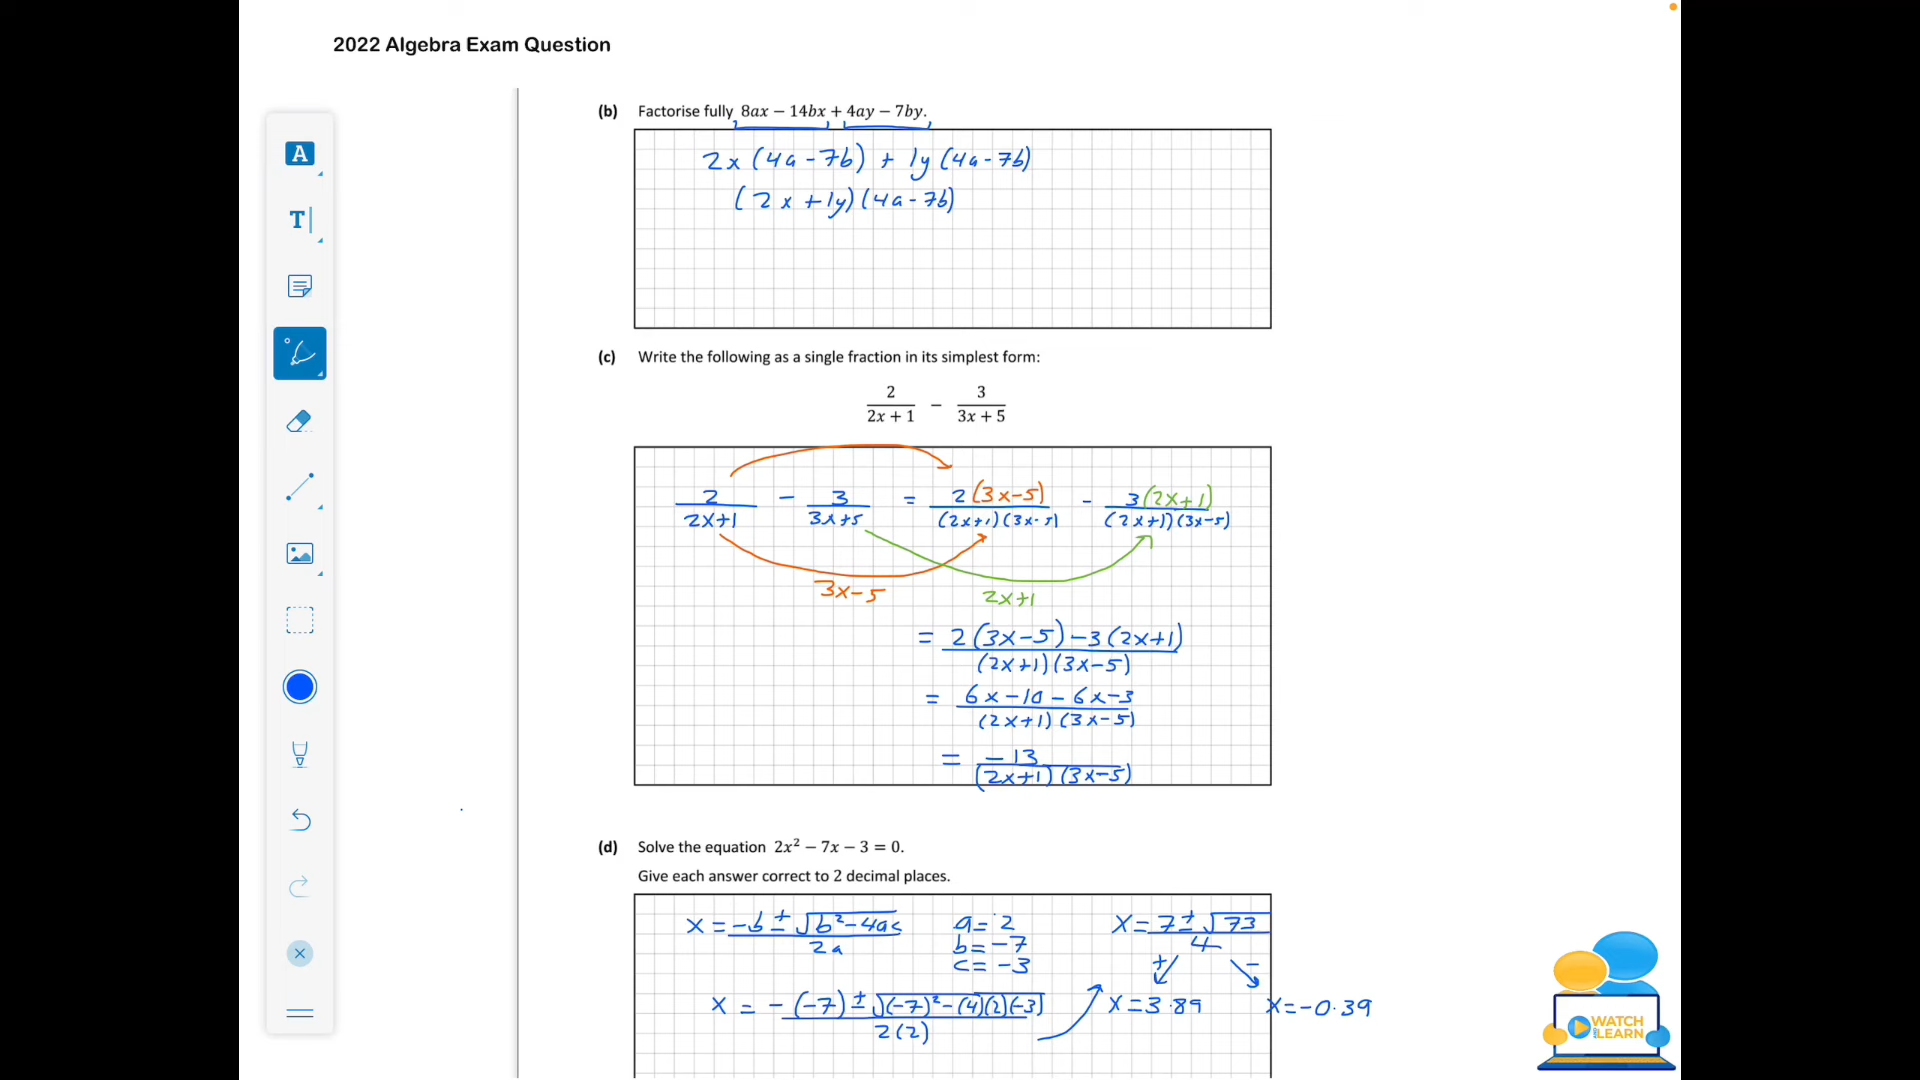 2022 Algebra Exam Question
(b) Factorise fully 8ax − 14bx + 4ay − 7by.
2x (4a - 7b) + 1y (4a - 7b)
(2x + 1y)(4a - 7b)
(c) Write the following as a single fraction in its simplest form:
2/(2x + 1) − 3/(3x + 5)
2/(2x+1) - 3/(3x+5) = 2(3x-5)/((2x+1)(3x-5)) - 3(2x+1)/((2x+1)(3x-5))
3x-5
2x+1
= (2(3x-5) - 3(2x+1))/((2x+1)(3x-5))
= (6x - 10 - 6x - 3)/((2x+1)(3x-5))
= -13/((2x+1)(3x-5))
(d) Solve the equation 2x² − 7x − 3 = 0.
Give each answer correct to 2 decimal places.
x = (-b ± √(b²-4ac))/2a
a = 2
b = -7
c = -3
x = (-(-7) ± √((-7)²-(4)(2)(-3)))/2(2)
x = (7 ± √73)/4
+
-
x = 3.89
x = -0.39
A
T
WATCH
AND LEARN